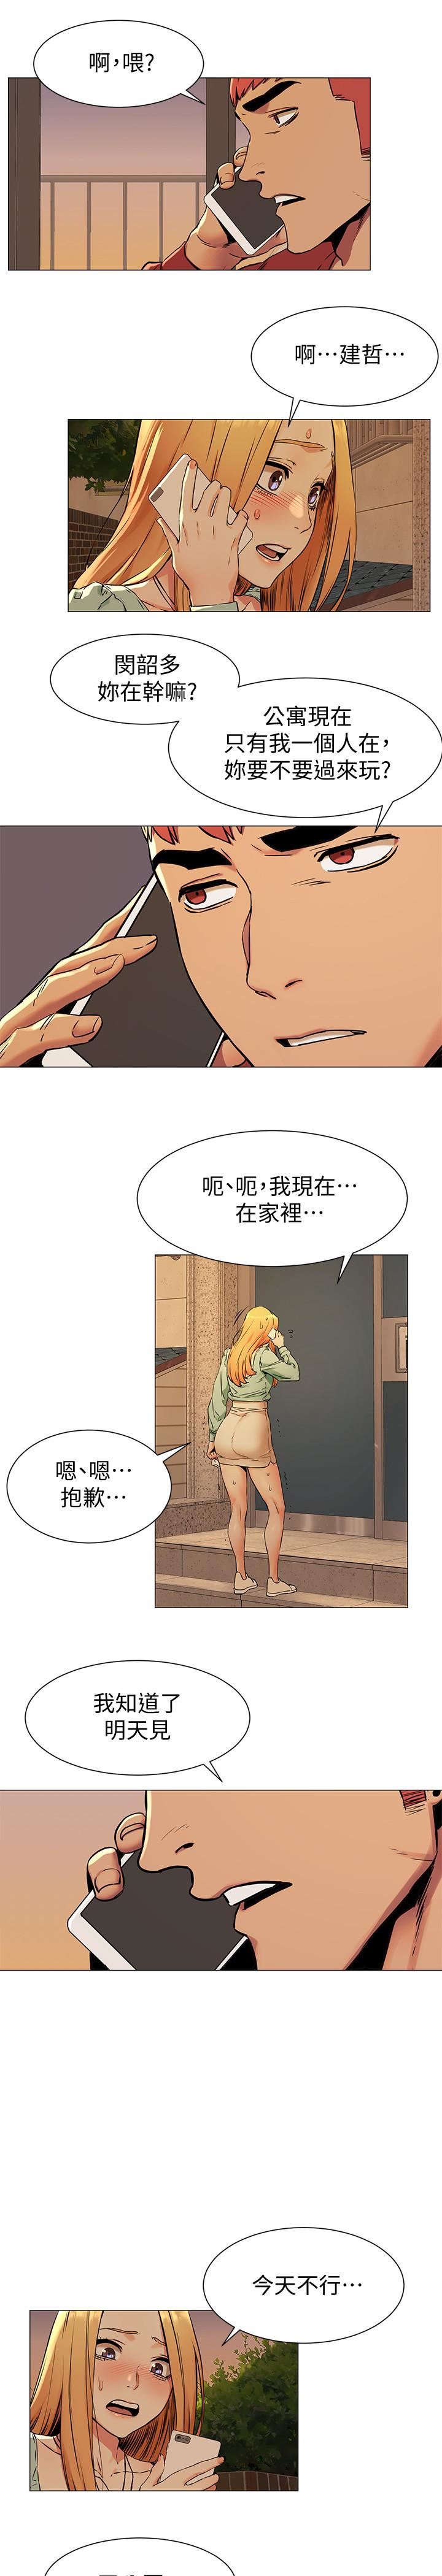 啊，喂?
啊…建哲…
閔韶多
妳在幹嘛?
公寓現在
只有我一個人在，
妳要不要過來玩?
呃、呃，我現在…
在家裡…
嗯、嗯…
抱歉…
我知道了
明天見
今天不行…